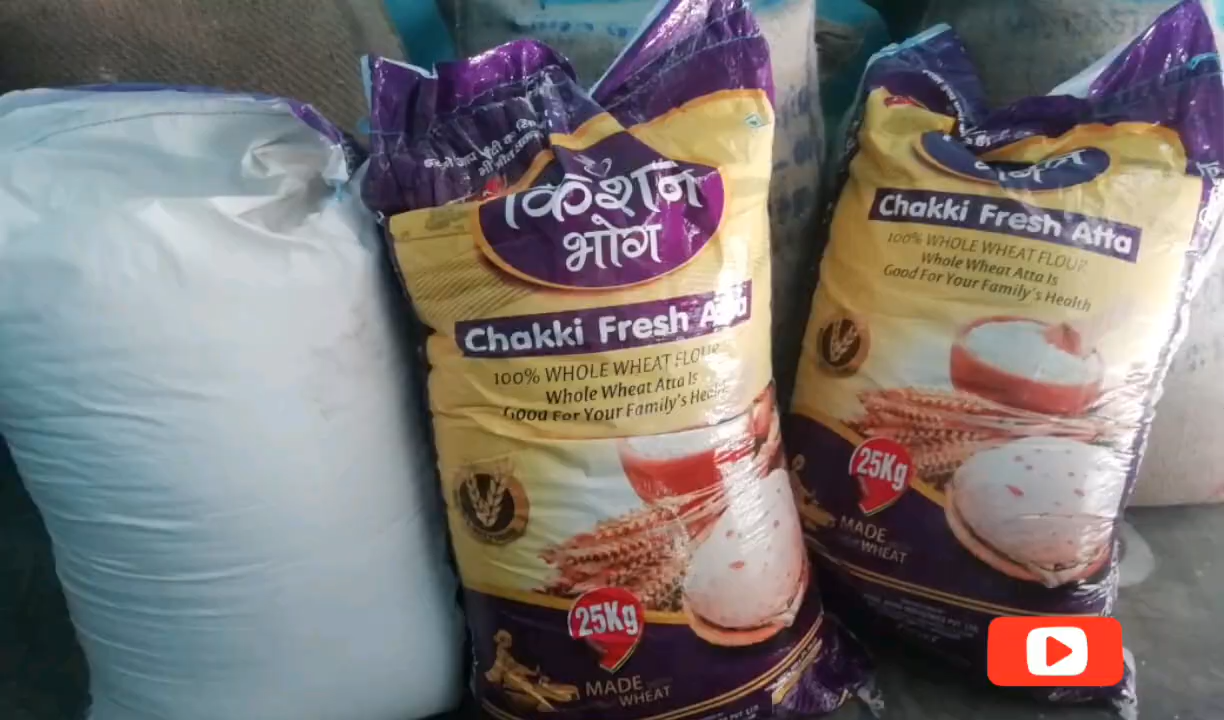 किशन
भोग
Chakki Fresh Atta
100% WHOLE WHEAT FLOUR
Whole Wheat Atta Is
Good For Your Family's Health
25Kg
MADE
WHEAT
भोग
Chakki Fresh Atta
100% WHOLE WHEAT FLOUR
Whole Wheat Atta Is
Good For Your Family's Health
25Kg
MADE
WHEAT